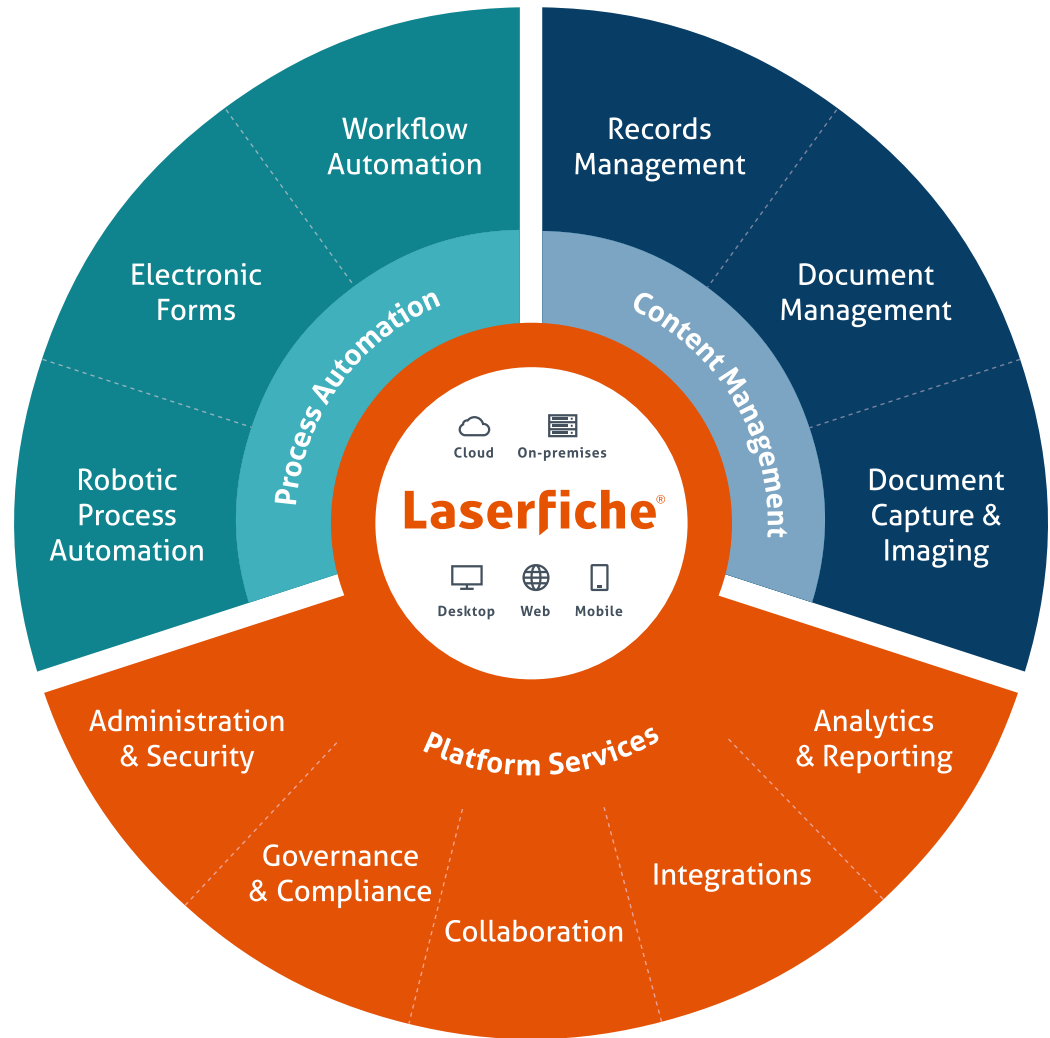 Workflow
Automation
Records
Management
Electronic
Forms
Document
Management
Process Automation
Content Management
Robotic
Process
Automation
Document
Capture &
Imaging
Cloud
On-premises
Laserfiche®
Desktop
Web
Mobile
Administration
& Security
Platform Services
Analytics
& Reporting
Governance
& Compliance
Collaboration
Integrations